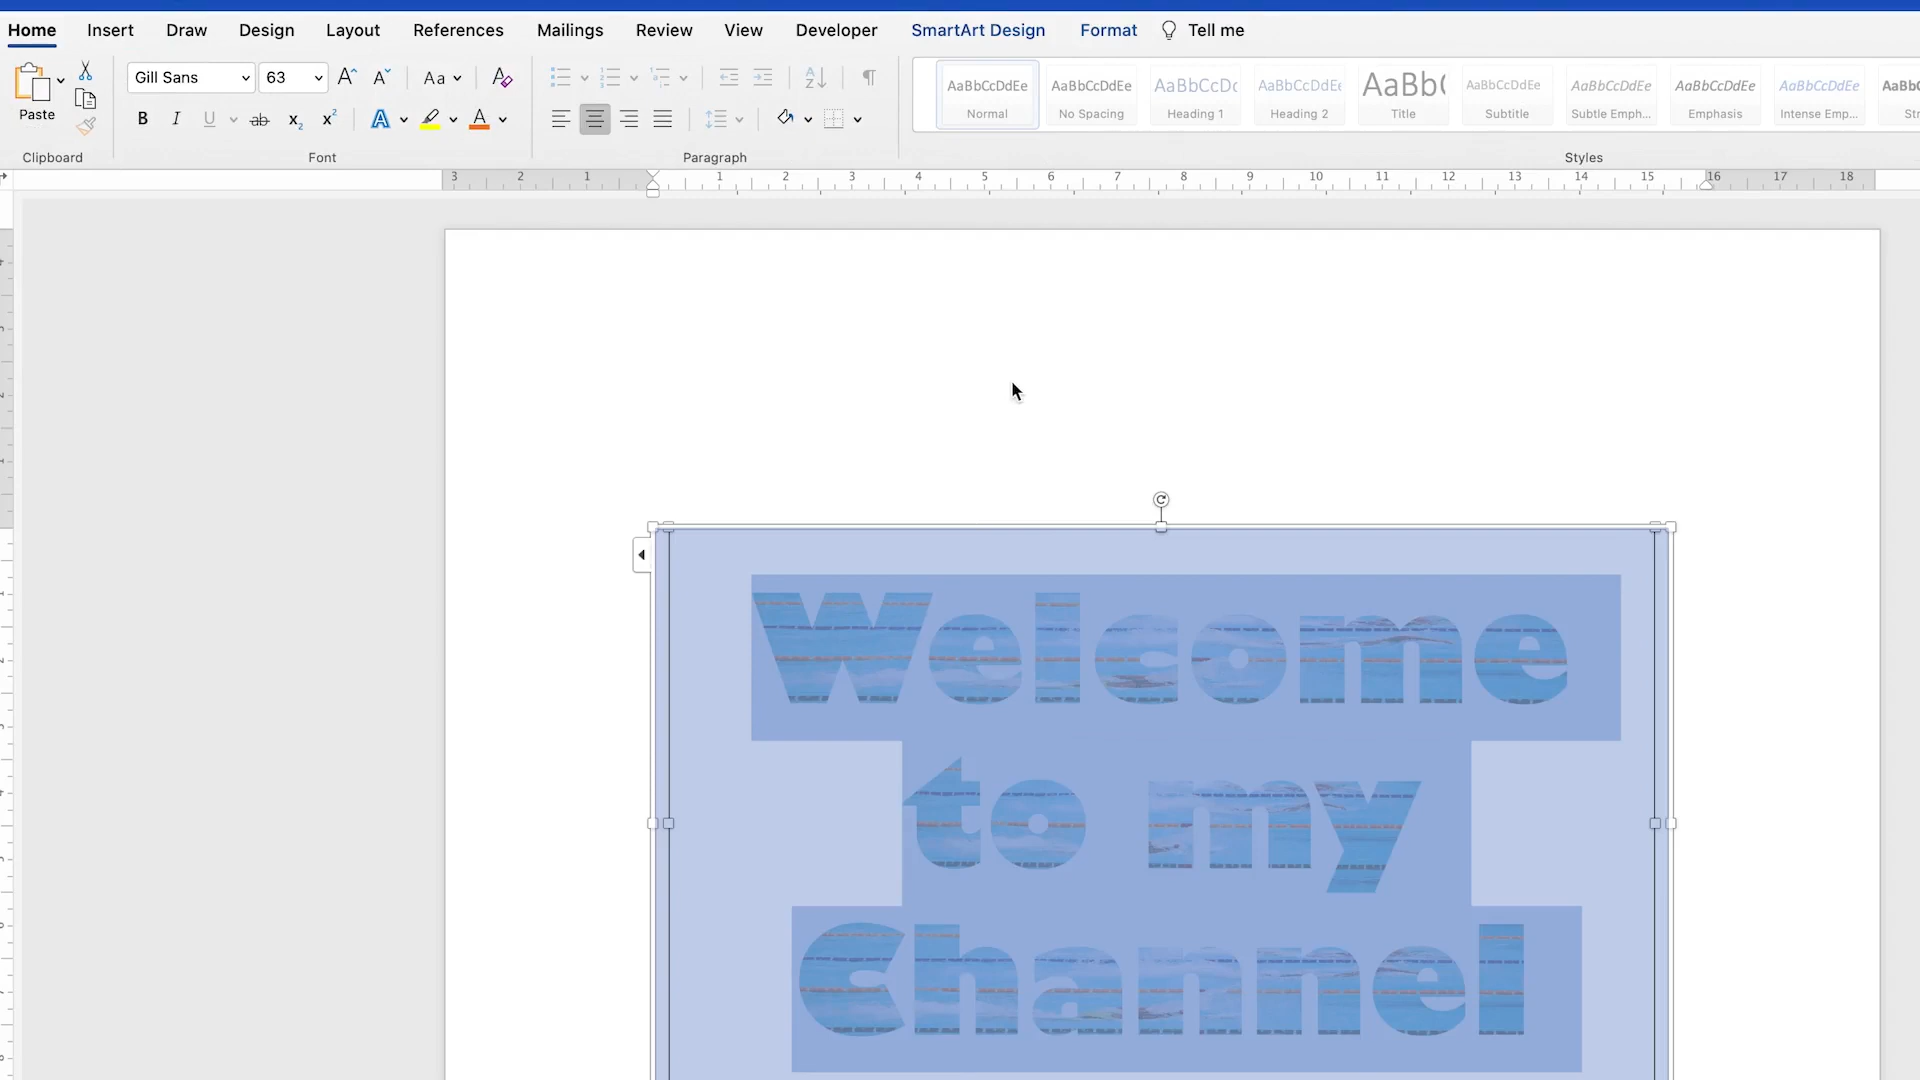 Home Insert Draw Design Layout References Mailings Review View Developer SmartArt Design Format Tell me
Paste
Gill Sans 63 A A Aa A
B I U ab x2 x2 A A
A Z ¶
AaBbCcDdEe AaBbCcDdEe AaBbCcDc AaBbCcDdEe AaBb( AaBbCcDdEe AaBbCcDdEe AaBbCcDdEe AaBbCcDdEe AaBb
Normal No Spacing Heading 1 Heading 2 Title Subtitle Subtle Emph... Emphasis Intense Emp... Str
Clipboard Font Paragraph Styles
3 2 1 1 2 3 4 5 6 7 8 9 10 11 12 13 14 15 16 17 18
Welcome
to my
Channel